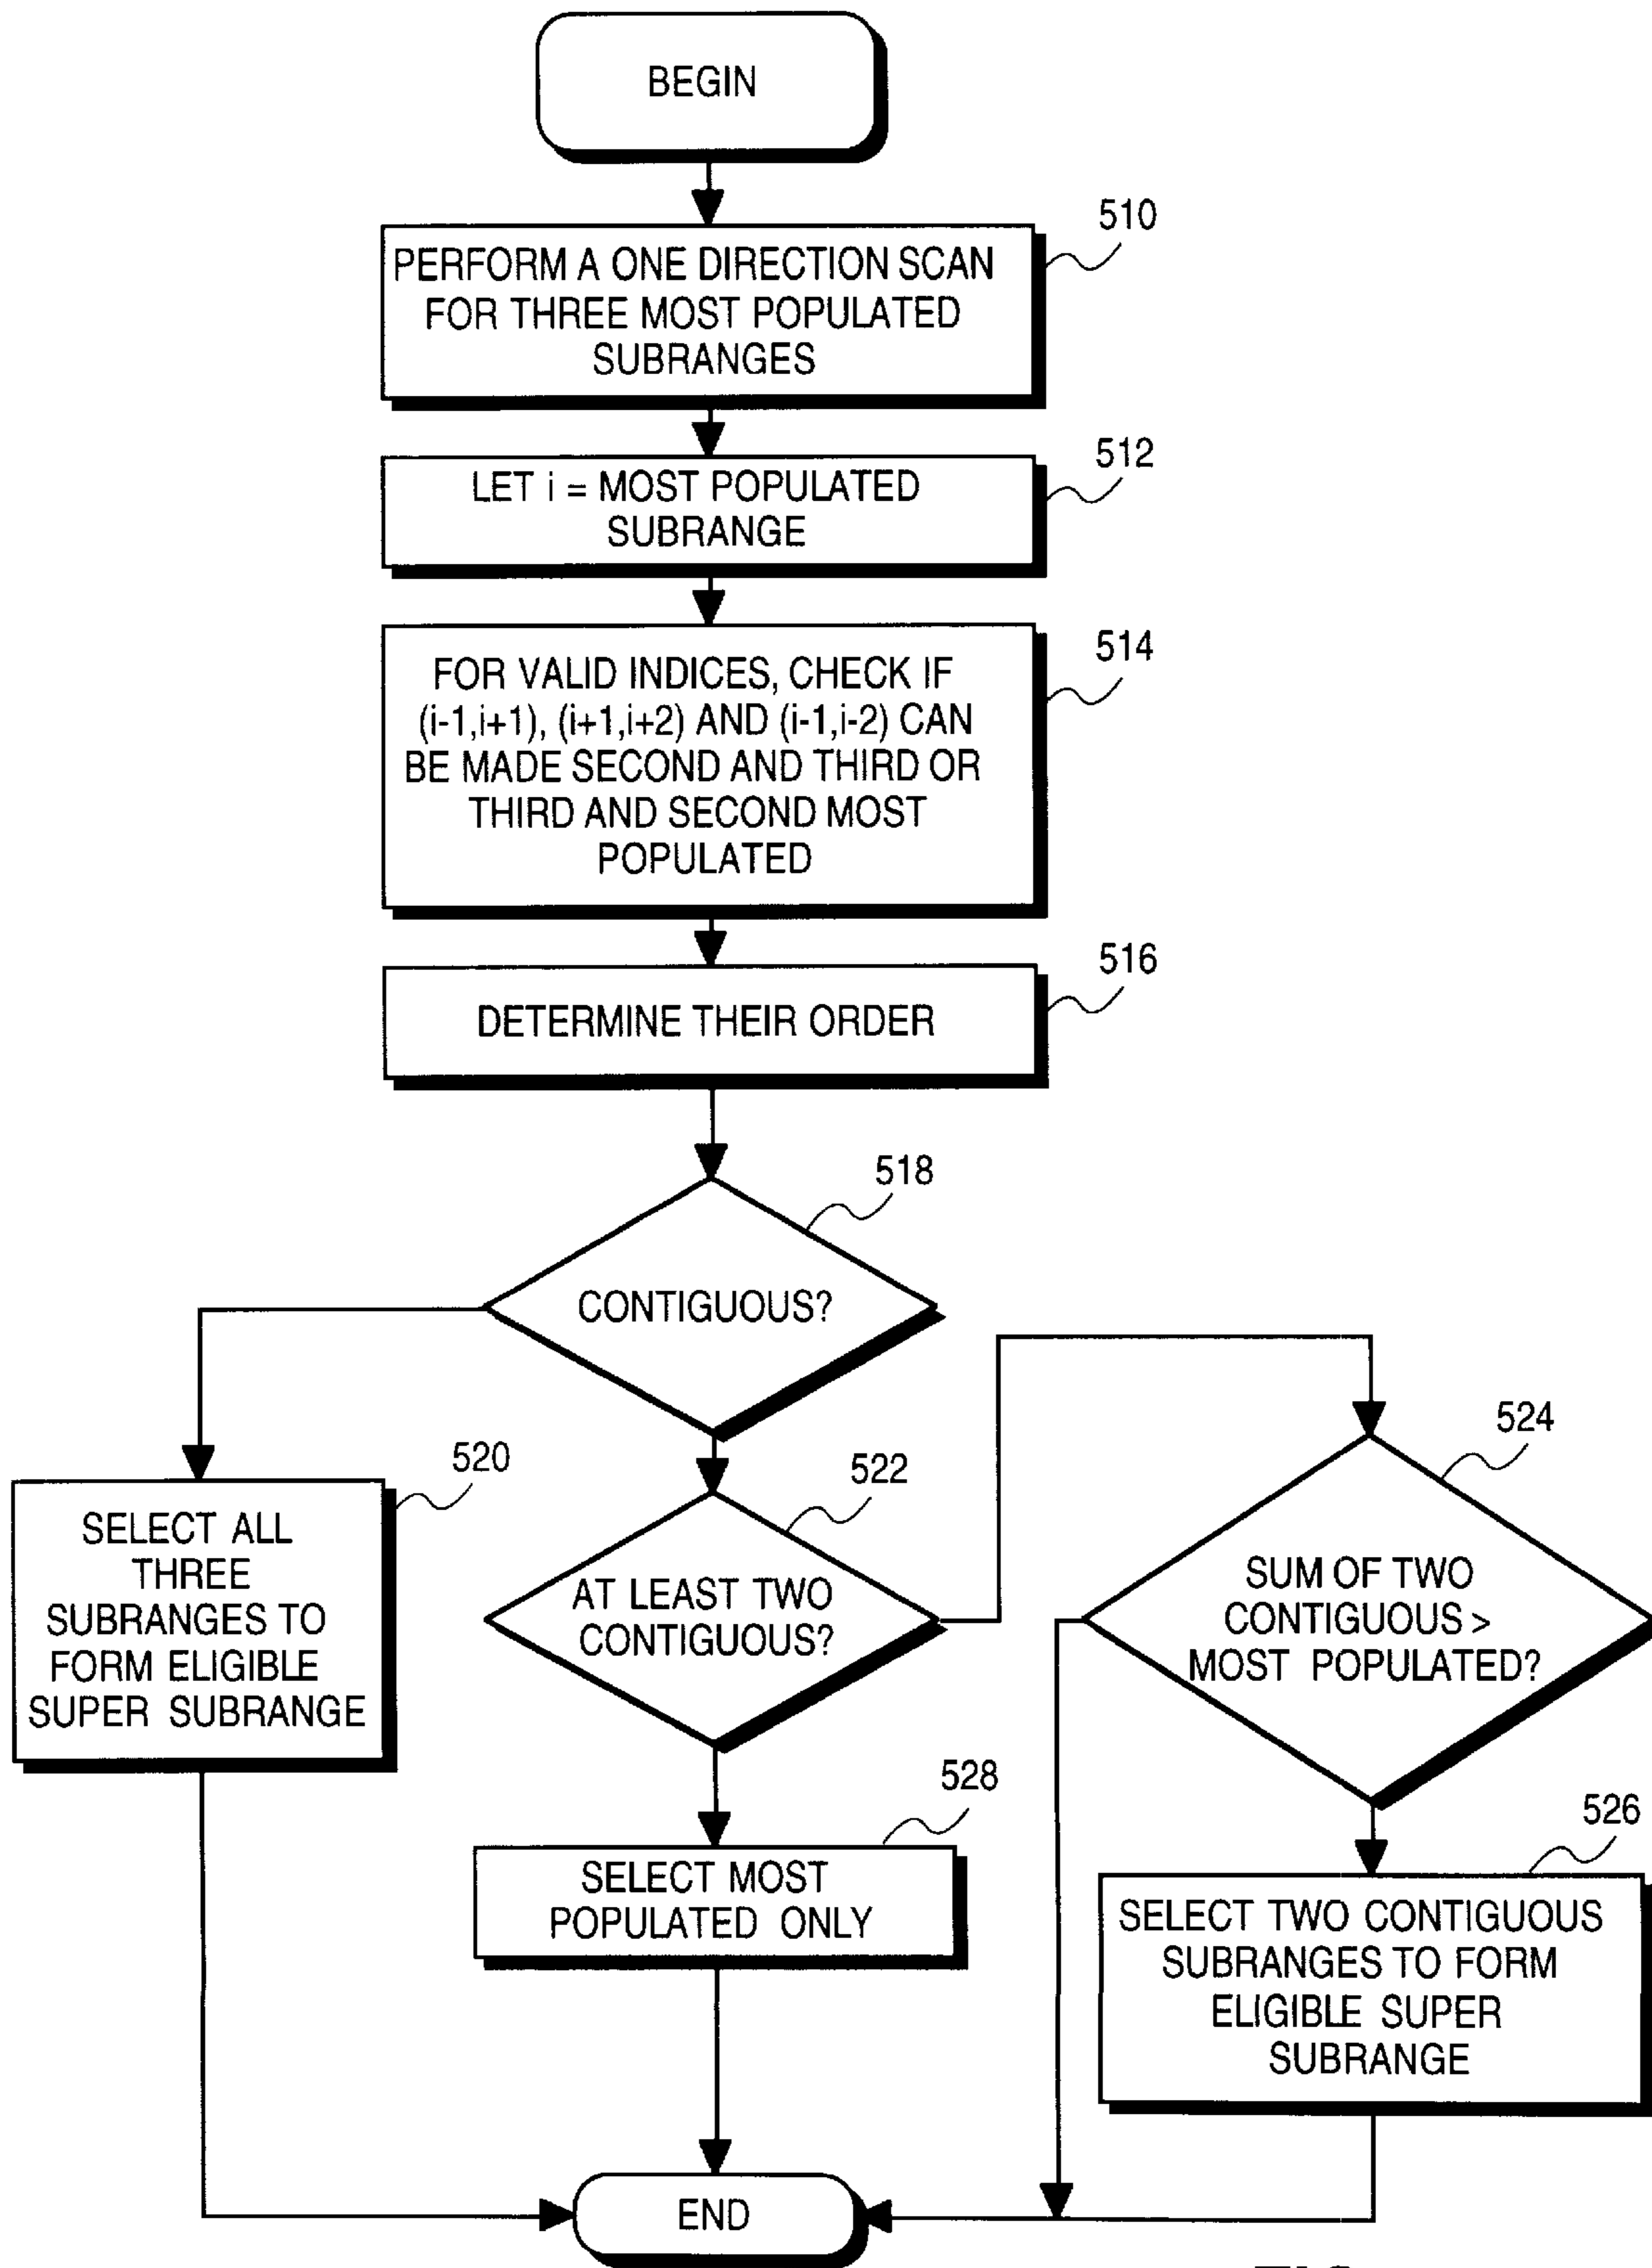 BEGIN
510
PERFORM A ONE DIRECTION SCAN
FOR THREE MOST POPULATED
SUBRANGES
512
LET i = MOST POPULATED
SUBRANGE
514
FOR VALID INDICES, CHECK IF
(i-1,i+1), (i+1,i+2) AND (i-1,i-2) CAN
BE MADE SECOND AND THIRD OR
THIRD AND SECOND MOST
POPULATED
516
DETERMINE THEIR ORDER
518
CONTIGUOUS?
520
SELECT ALL
THREE
SUBRANGES TO
FORM ELIGIBLE
SUPER SUBRANGE
522
AT LEAST TWO
CONTIGUOUS?
524
SUM OF TWO
CONTIGUOUS >
MOST POPULATED?
528
SELECT MOST
POPULATED ONLY
526
SELECT TWO CONTIGUOUS
SUBRANGES TO FORM
ELIGIBLE SUPER
SUBRANGE
END